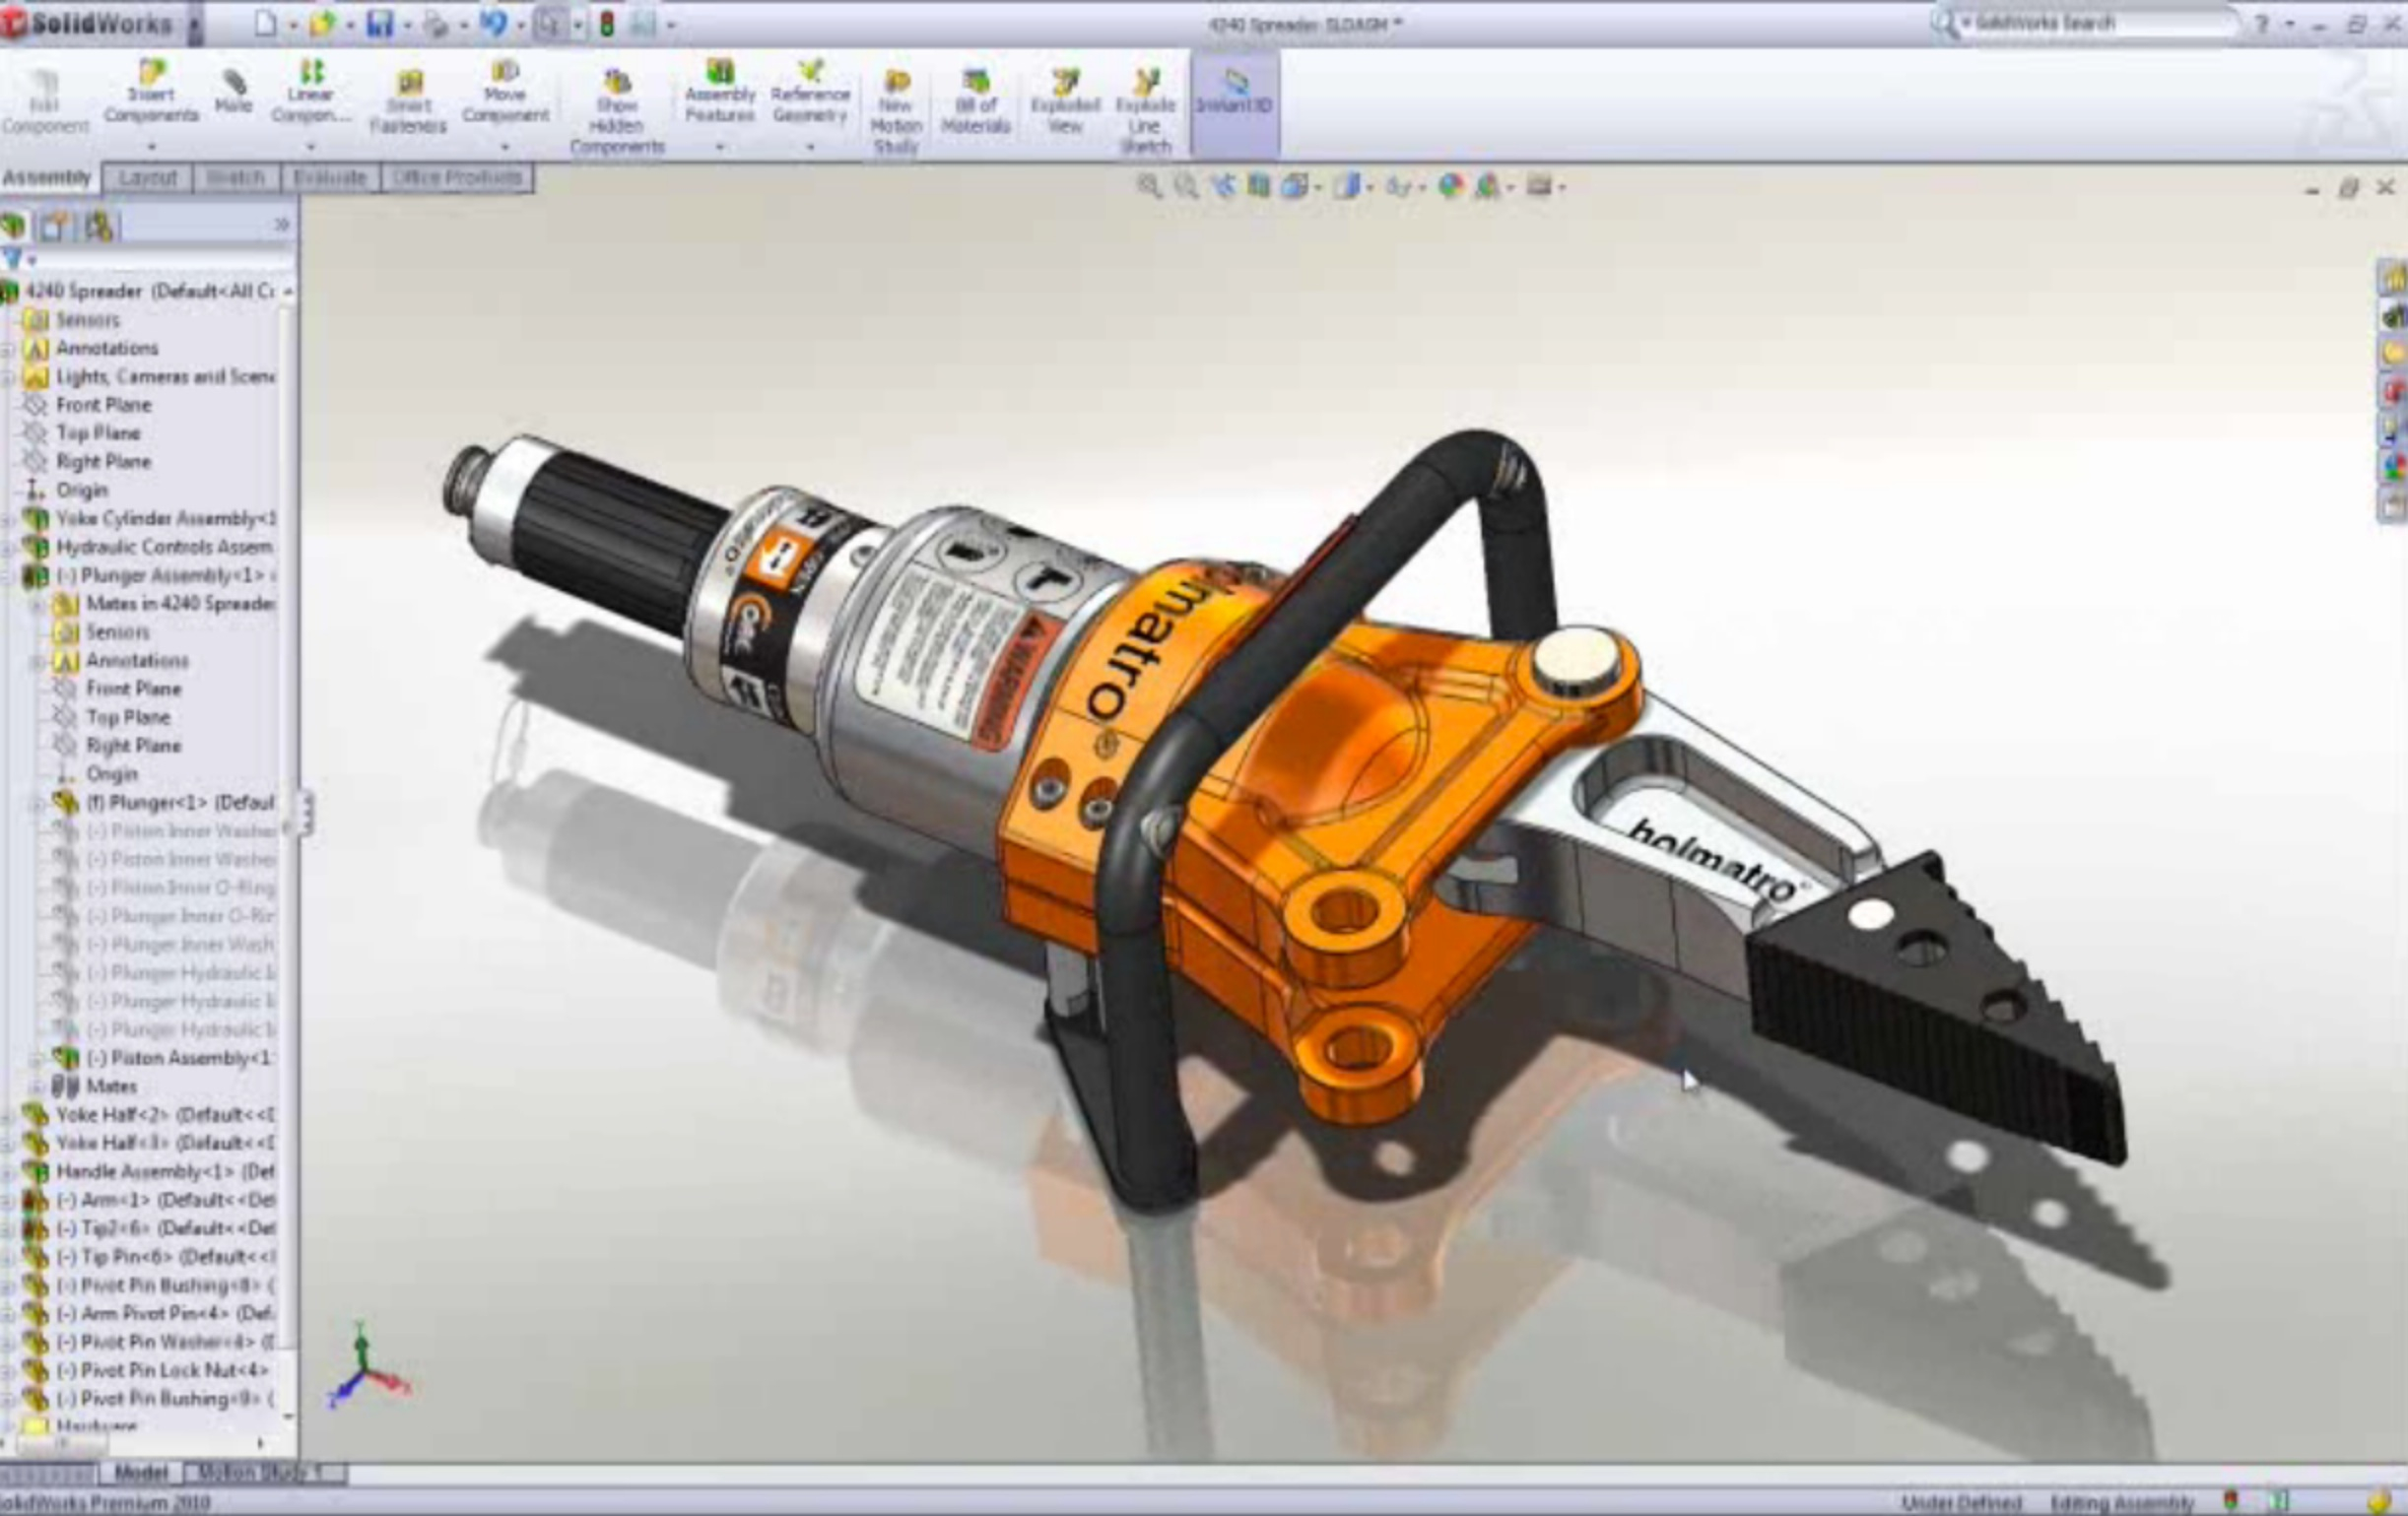 SolidWorks
4240 Spreader.SLDASM *
SolidWorks Search
Edit Component
Insert Components
Mate
Linear Compon...
Smart Fasteners
Move Component
Show Hidden Components
Assembly Features
Reference Geometry
New Motion Study
Bill of Materials
Exploded View
Explode Line Sketch
Instant3D
Assembly
Layout
Sketch
Evaluate
Office Products
4240 Spreader (Default<All
Sensors
Annotations
Lights, Cameras and Scene
Front Plane
Top Plane
Right Plane
Origin
Yoke Cylinder Assembly<1
Hydraulic Controls Assem
(-) Plunger Assembly<1>
Mates in 4240 Spreader
Sensors
Annotations
Front Plane
Top Plane
Right Plane
Origin
(f) Plunger<1> (Defaul
(-) Piston Inner Washer
(-) Piston Inner Washer
(-) Piston Inner O-Ring
(-) Plunger Inner O-Rin
(-) Plunger Inner Wash
(-) Plunger Hydraulic
(-) Plunger Hydraulic
(-) Plunger Hydraulic
(-) Piston Assembly<1
Mates
Yoke Half<2> (Default<<D
Yoke Half<3> (Default<<D
Handle Assembly<1> (Def
(-) Arm<1> (Default<<Def
(-) Tip2<6> (Default<<Def
(-) Tip Pin<6> (Default<<
(-) Pivot Pin Bushing<8> (
(-) Arm Pivot Pin<4> (Def
(-) Pivot Pin Washer<4> (
(-) Pivot Pin Lock Nut<4>
(-) Pivot Pin Bushing<9> (
Hardware
OPEN
Core
WARNING
lmatro®
holmatro®
Model
Motion Study 1
SolidWorks Premium 2010
Under Defined
Editing Assembly